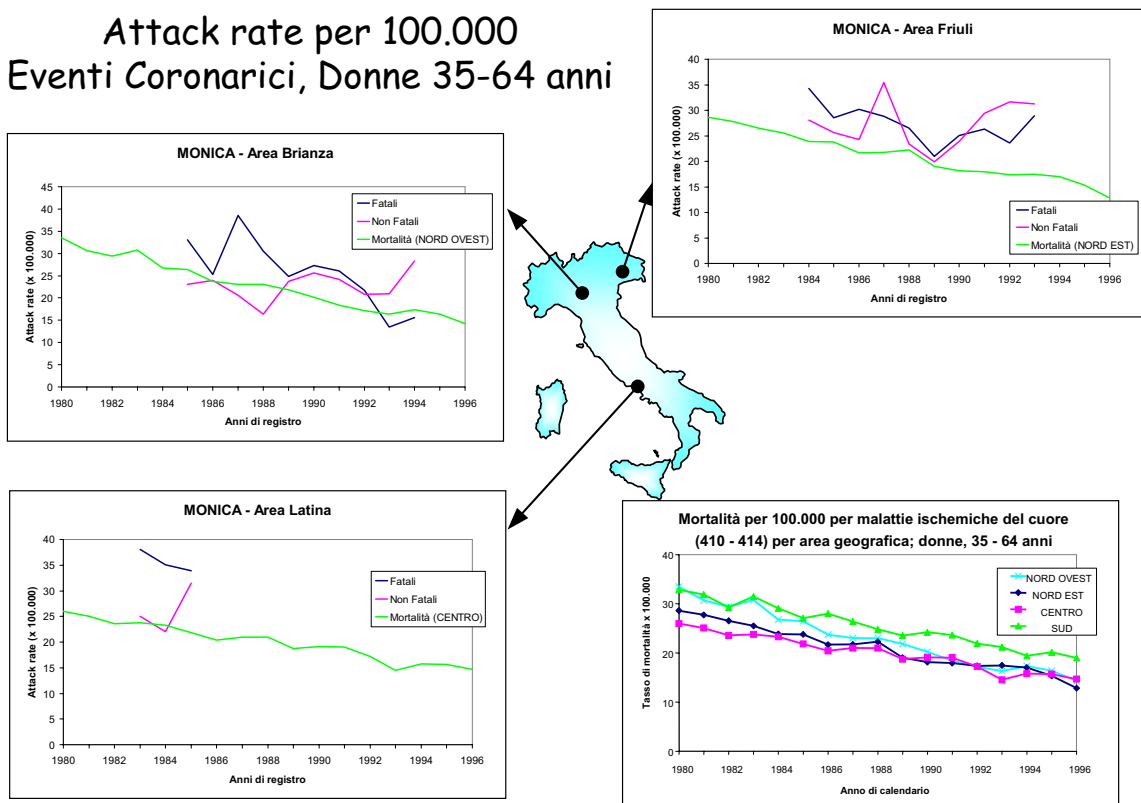 Attack rate per 100.000
Eventi Coronarici, Donne 35-64 anni
MONICA - Area Friuli
Attack rate (x 100.000)
40
35
30
25
20
15
10
5
0
Fatali
Non Fatali
Mortalità (NORD EST)
1980 1982 1984 1986 1988 1990 1992 1994 1996
Anni di registro
MONICA - Area Brianza
Attack rate (x 100.000)
45
40
35
30
25
20
15
10
5
0
Fatali
Non Fatali
Mortalità (NORD OVEST)
1980 1982 1984 1986 1988 1990 1992 1994 1996
Anni di registro
MONICA - Area Latina
Attack rate (x 100.000)
40
35
30
25
20
15
10
5
0
Fatali
Non Fatali
Mortalità (CENTRO)
1980 1982 1984 1986 1988 1990 1992 1994 1996
Anni di registro
Mortalità per 100.000 per malattie ischemiche del cuore
(410 - 414) per area geografica; donne, 35 - 64 anni
Tasso di mortalità x 100.000
40
30
20
10
0
NORD OVEST
NORD EST
CENTRO
SUD
1980 1982 1984 1986 1988 1990 1992 1994 1996
Anno di calendario